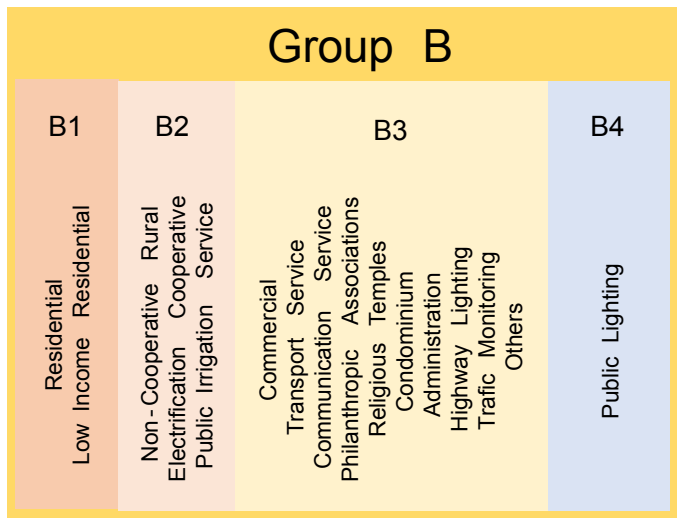 Group B
B1
Residential
Low Income Residential
B2
Non-Cooperative Rural
Electrification Cooperative
Public Irrigation Service
B3
Commercial
Transport Service
Communication Service
Philanthropic Associations
Religious Temples
Condominium
Administration
Highway Lighting
Trafic Monitoring
Others
B4
Public Lighting